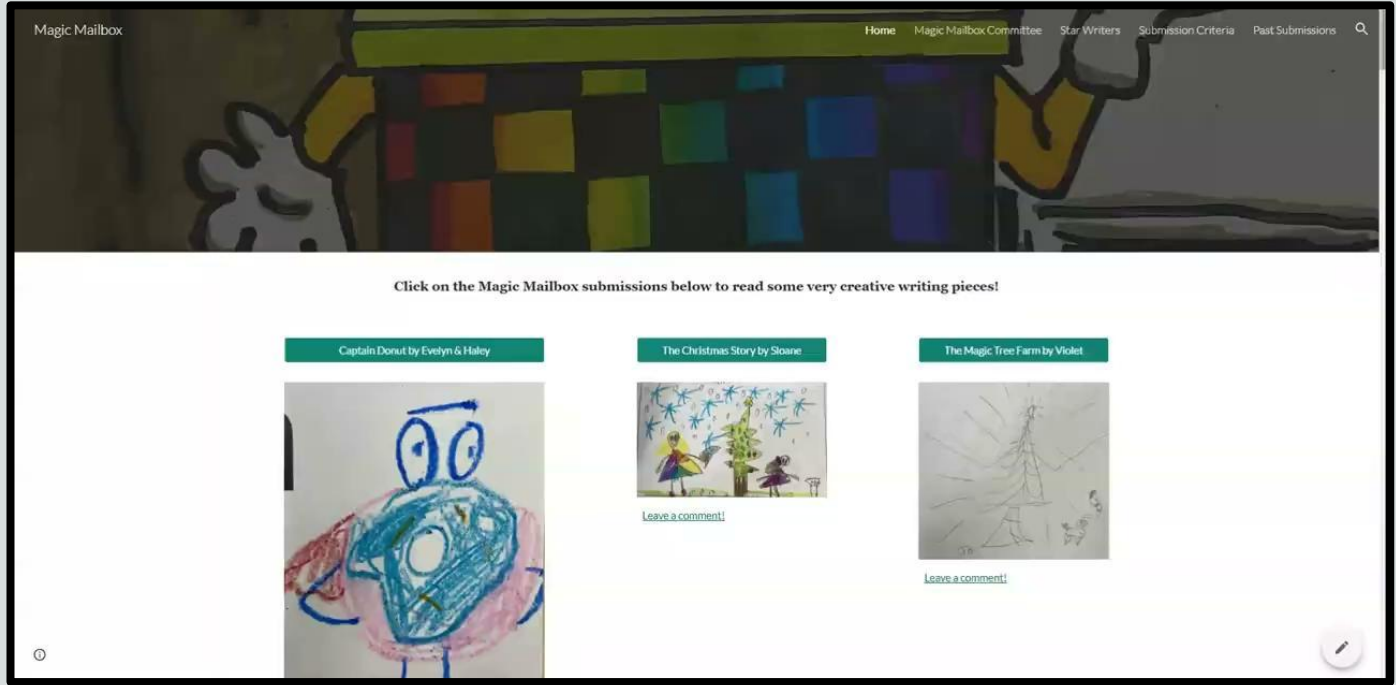 Magic Mailbox
Home Magic Mailbox Committee Star Writers Submission Criteria Past Submissions
Click on the Magic Mailbox submissions below to read some very creative writing pieces!
Captain Donut by Evelyn & Haley
The Christmas Story by Sloane
The Magic Tree Farm by Violet
Leave a comment!
Leave a comment!